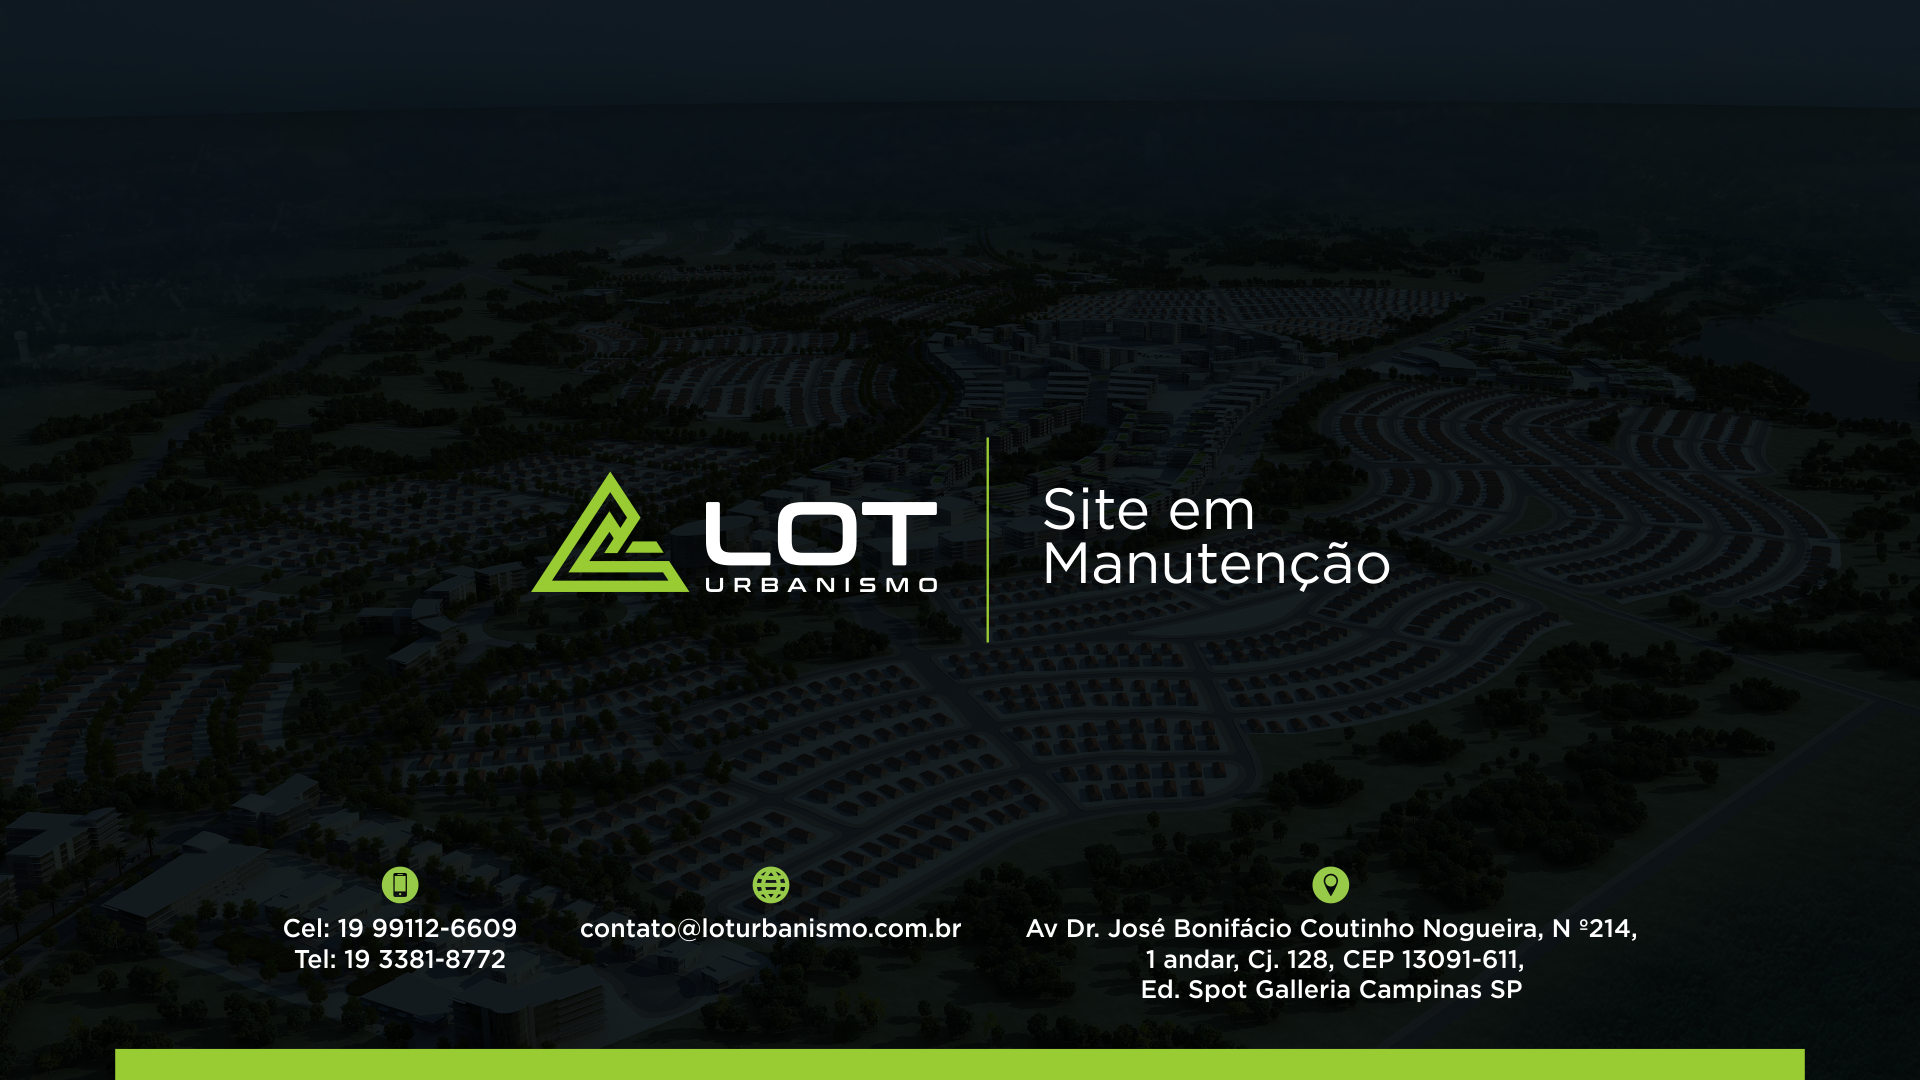 LOT
URBANISMO
Site em
Manutenção
Cel: 19 99112-6609
Tel: 19 3381-8772
contato@loturbanismo.com.br
Av Dr. José Bonifácio Coutinho Nogueira, N º214,
1 andar, Cj. 128, CEP 13091-611,
Ed. Spot Galleria Campinas SP